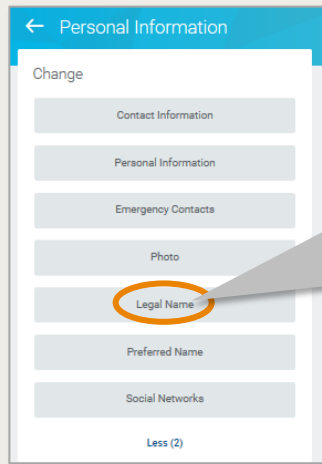 ← Personal Information
Change
Contact Information
Personal Information
Emergency Contacts
Photo
Legal Name
Preferred Name
Social Networks
Less (2)